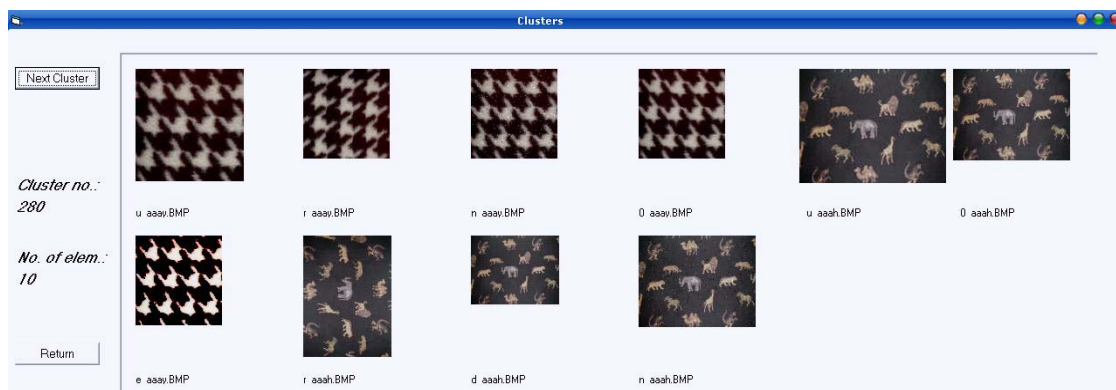 Clusters
Next Cluster
Cluster no.:
280
No. of elem.:
10
Return
u aaay.BMP
r aaay.BMP
n aaay.BMP
0 aaay.BMP
u aaah.BMP
0 aaah.BMP
e aaay.BMP
r aaah.BMP
d aaah.BMP
n aaah.BMP